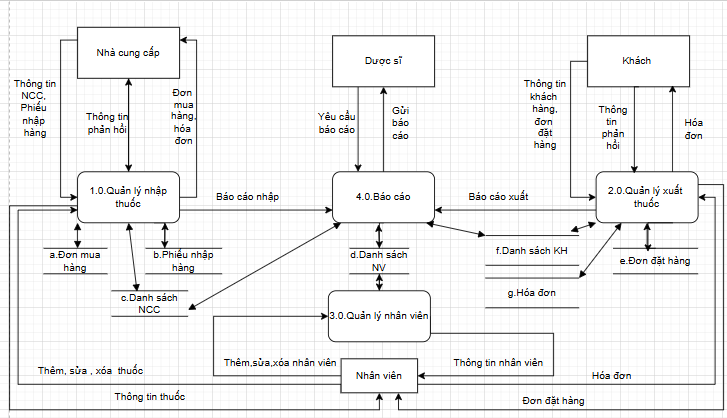 Nhà cung cấp
Dược sĩ
Khách
Thông tin
NCC,
Phiếu
nhập
hàng
Thông tin
phản hồi
Đơn
mua
hàng,
hóa
đơn
Yêu cầu
báo cáo
Gửi
báo
cáo
Thông tin
khách
hàng,
đơn
đặt
hàng
Thông
tin
phản
hồi
Hóa
đơn
1.0.Quản lý nhập
thuốc
Báo cáo nhập
4.0.Báo cáo
Báo cáo xuất
2.0.Quản lý xuất
thuốc
a.Đơn mua
hàng
b.Phiếu nhập
hàng
d.Danh sách
NV
f.Danh sách KH
e.Đơn đặt hàng
c.Danh sách
NCC
g.Hóa đơn
3.0.Quản lý nhân viên
Thêm, sửa , xóa thuốc
Thêm,sửa,xóa nhân viên
Thông tin nhân viên
Nhân viên
Hóa đơn
Thông tin thuốc
Đơn đặt hàng